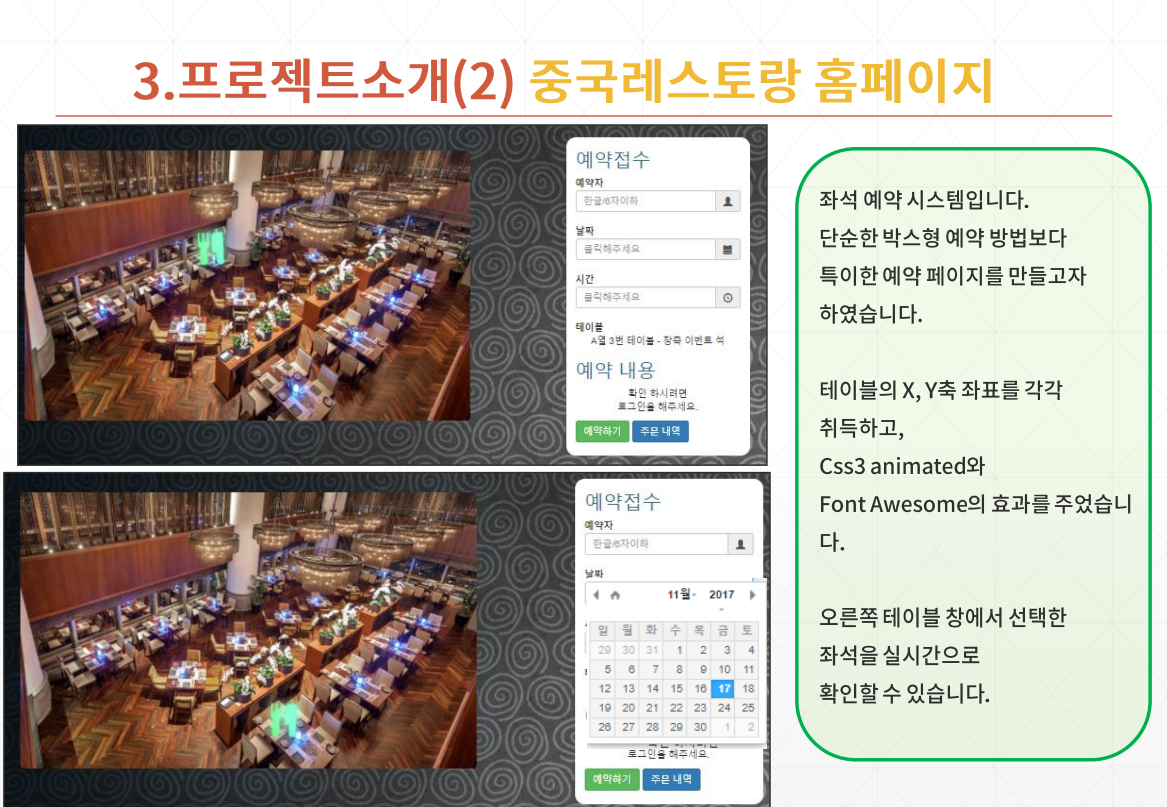 3.프로젝트소개(2) 중국레스토랑 홈페이지
예약접수
예약자
한글/6자이하
날짜
클릭해주세요
시간
클릭해주세요
테이블
A열 3번 테이블 - 창측 이벤트 석
예약 내용
확인 하시려면
로그인을 해주세요.
예약하기 주문 내역
예약접수
예약자
한글/6자이하
날짜
11월 2017
일 월 화 수 목 금 토
29 30 31 1 2 3 4
5 6 7 8 9 10 11
12 13 14 15 16 17 18
19 20 21 22 23 24 25
26 27 28 29 30 1 2
로그인을 해주세요.
예약하기 주문 내역
좌석 예약 시스템입니다.
단순한 박스형 예약 방법보다
특이한 예약 페이지를 만들고자
하였습니다.
테이블의 X, Y축 좌표를 각각
취득하고,
Css3 animated와
Font Awesome의 효과를 주었습니
다.
오른쪽 테이블 창에서 선택한
좌석을 실시간으로
확인할 수 있습니다.